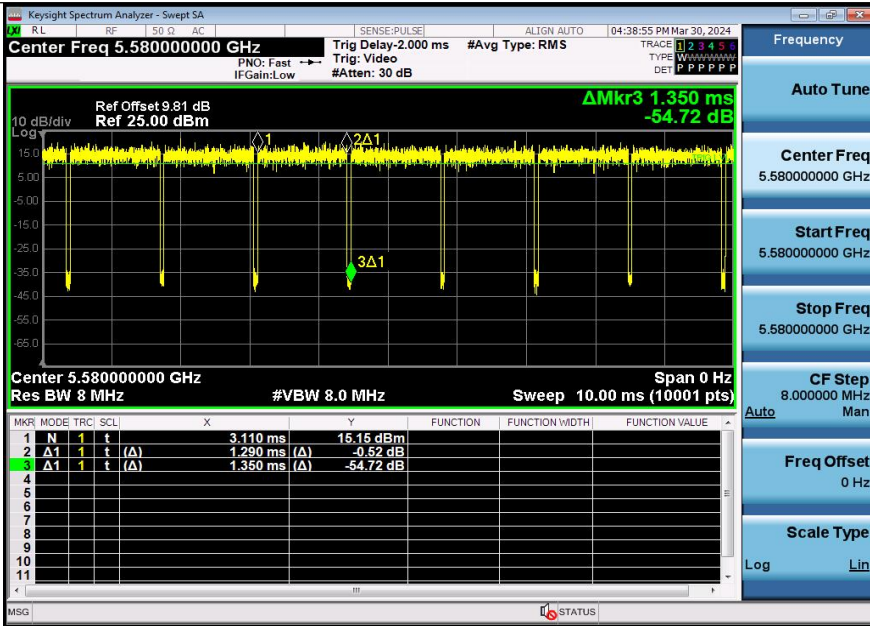 Keysight Spectrum Analyzer - Swept SA
LXI RL RF 50 Ω AC SENSE:PULSE ALIGN AUTO 04:38:55 PM Mar 30, 2024
Center Freq 5.580000000 GHz
PNO: Fast
IFGain:Low
Trig Delay-2.000 ms
Trig: Video
#Atten: 30 dB
#Avg Type: RMS
TRACE 1 2 3 4 5 6
TYPE WWWWWW
DET P P P P P P
ΔMkr3 1.350 ms
-54.72 dB
Ref Offset 9.81 dB
10 dB/div Ref 25.00 dBm
Log
15.0
5.00
-5.00
-15.0
-25.0
-35.0
-45.0
-55.0
-65.0
1
2Δ1
3Δ1
Center 5.580000000 GHz Span 0 Hz
Res BW 8 MHz #VBW 8.0 MHz Sweep 10.00 ms (10001 pts)
MKR MODE TRC SCL X Y FUNCTION FUNCTION WIDTH FUNCTION VALUE
1 N 1 t 3.110 ms 15.15 dBm
2 Δ1 1 t (Δ) 1.290 ms (Δ) -0.52 dB
3 Δ1 1 t (Δ) 1.350 ms (Δ) -54.72 dB
4
5
6
7
8
9
10
11
MSG STATUS
Frequency
Auto Tune
Center Freq
5.580000000 GHz
Start Freq
5.580000000 GHz
Stop Freq
5.580000000 GHz
CF Step
8.000000 MHz
Auto Man
Freq Offset
0 Hz
Scale Type
Log Lin